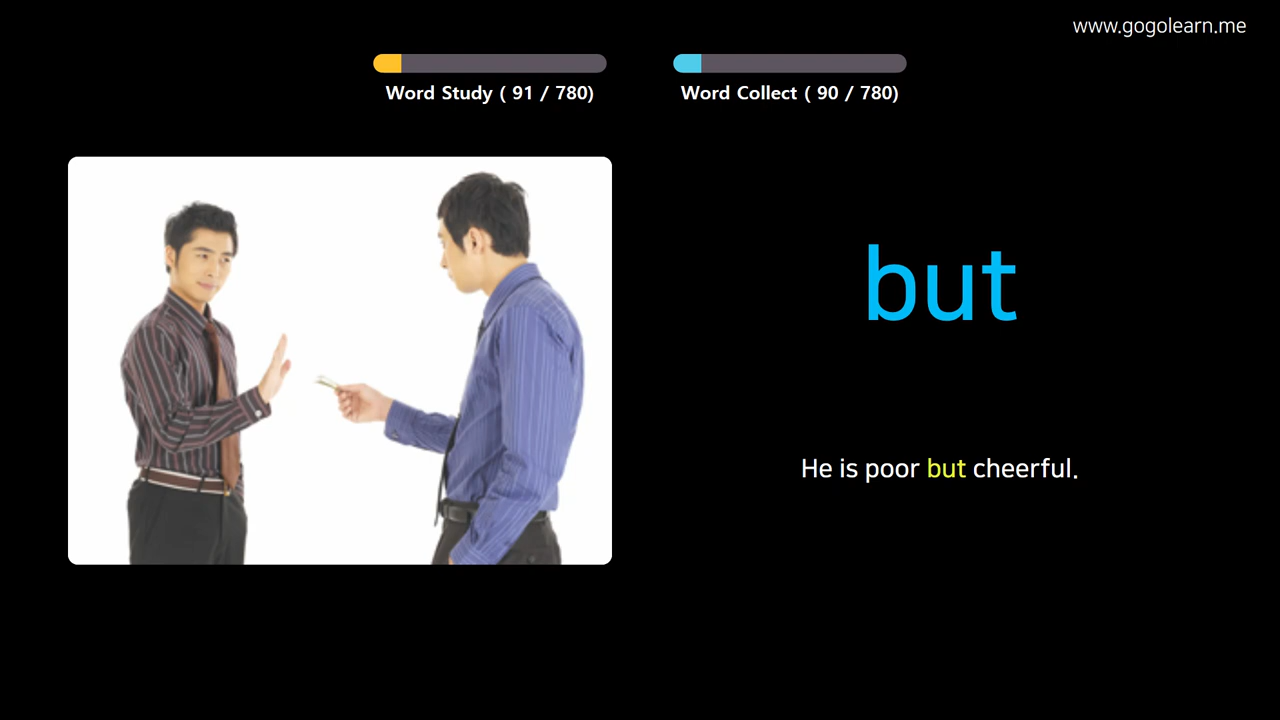 www.gogolearn.me
Word Study ( 91 / 780)
Word Collect ( 90 / 780)
but
He is poor but cheerful.